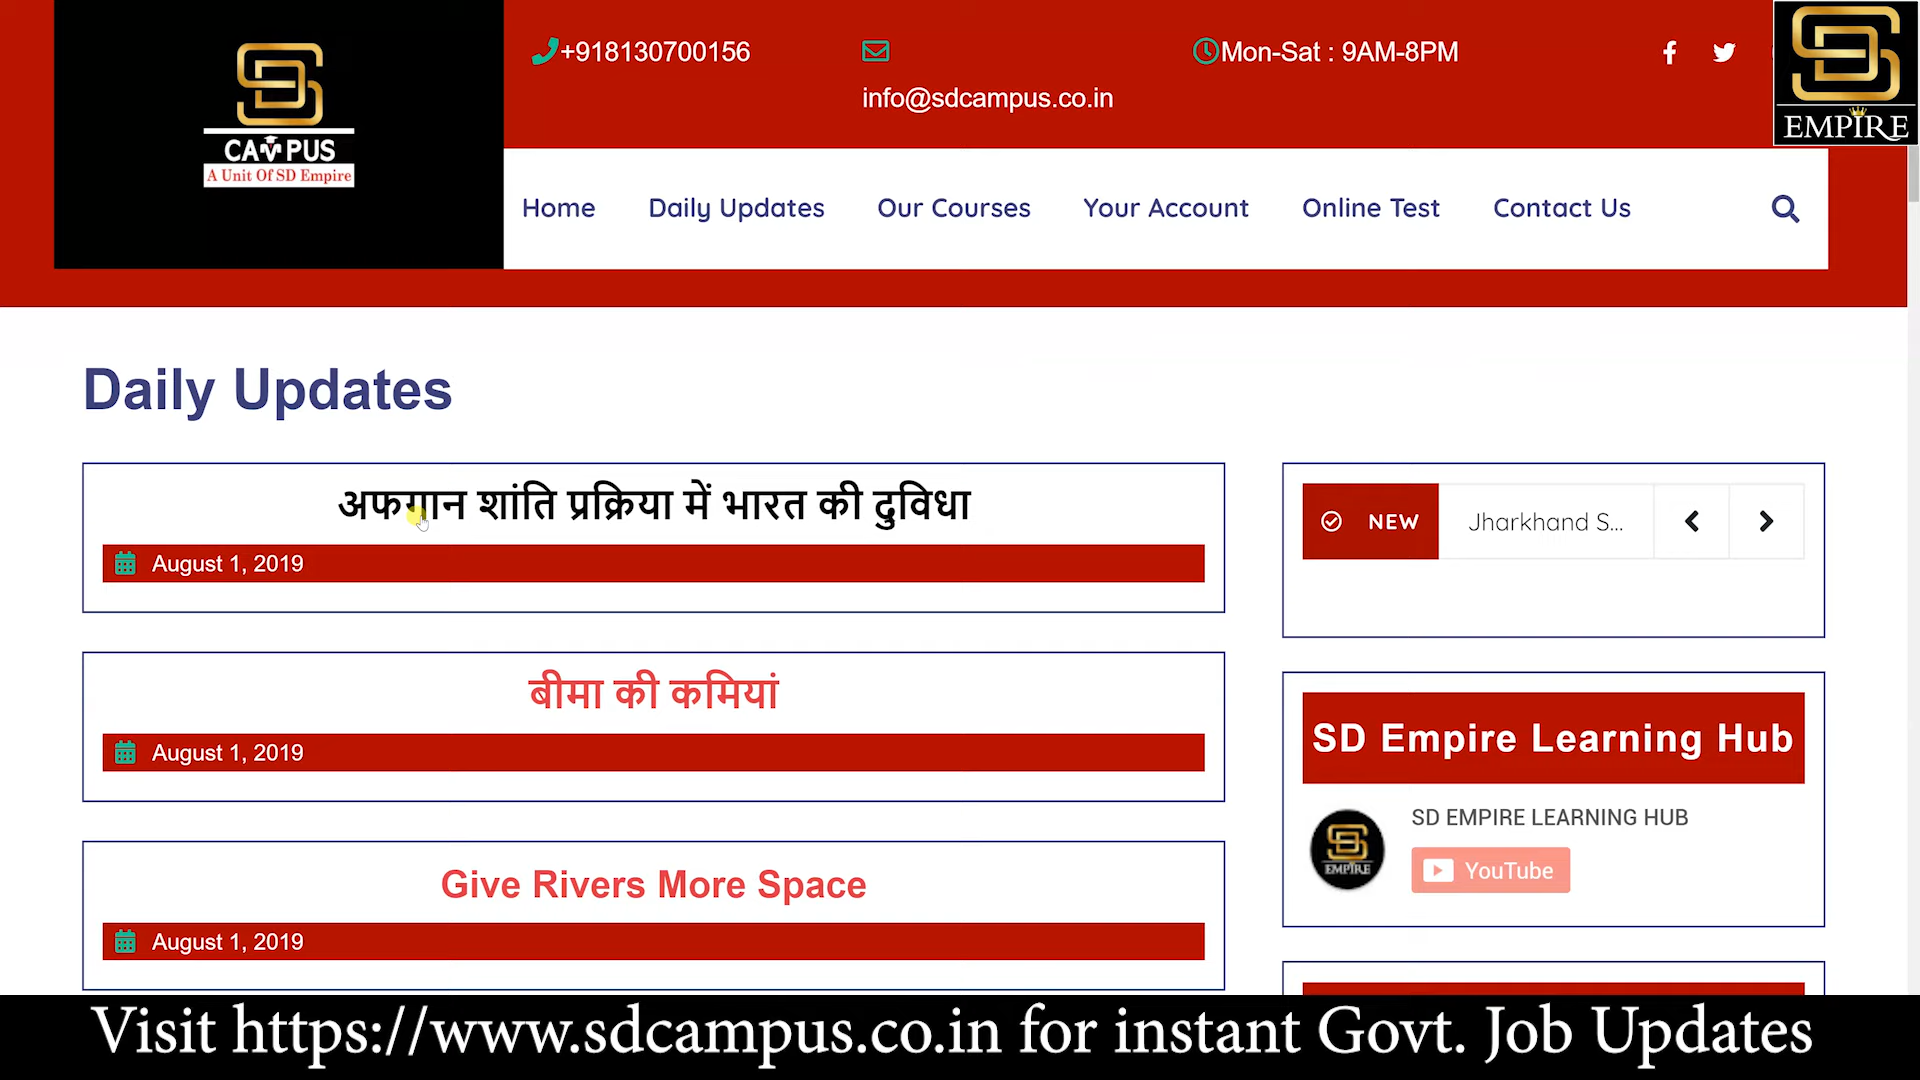 CAMPUS
A Unit Of SD Empire
+918130700156
info@sdcampus.co.in
Mon-Sat : 9AM-8PM
EMPIRE
Home
Daily Updates
Our Courses
Your Account
Online Test
Contact Us
Daily Updates
अफगान शांति प्रक्रिया में भारत की दुविधा
August 1, 2019
बीमा की कमियां
August 1, 2019
Give Rivers More Space
August 1, 2019
NEW
Jharkhand S...
SD Empire Learning Hub
SD EMPIRE LEARNING HUB
EMPIRE
YouTube
Visit https://www.sdcampus.co.in for instant Govt. Job Updates